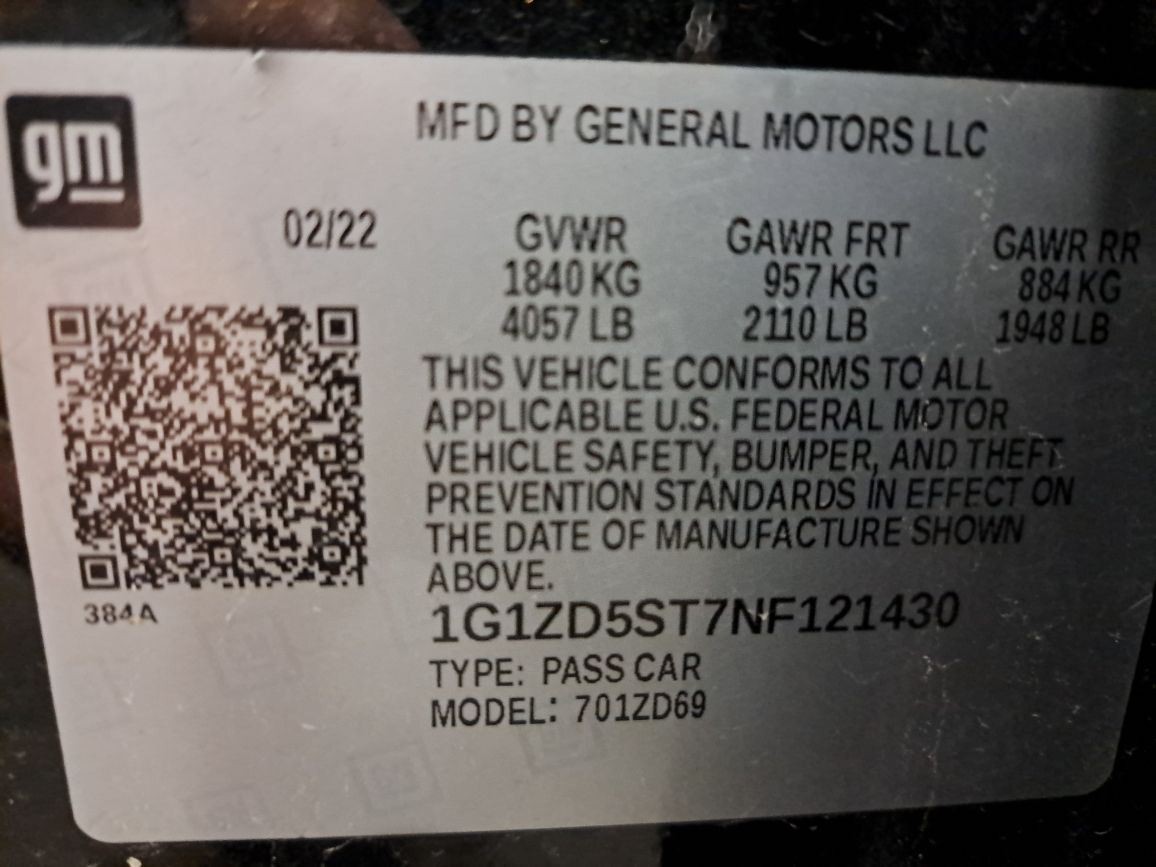 gm
MFD BY GENERAL MOTORS LLC
02/22
GVWR GAWR FRT GAWR RR
1840 KG 957 KG 884 KG
4057 LB 2110 LB 1948 LB
THIS VEHICLE CONFORMS TO ALL
APPLICABLE U.S. FEDERAL MOTOR
VEHICLE SAFETY, BUMPER, AND THEFT
PREVENTION STANDARDS IN EFFECT ON
THE DATE OF MANUFACTURE SHOWN
ABOVE.
384A
1G1ZD5ST7NF121430
TYPE: PASS CAR
MODEL: 701ZD69